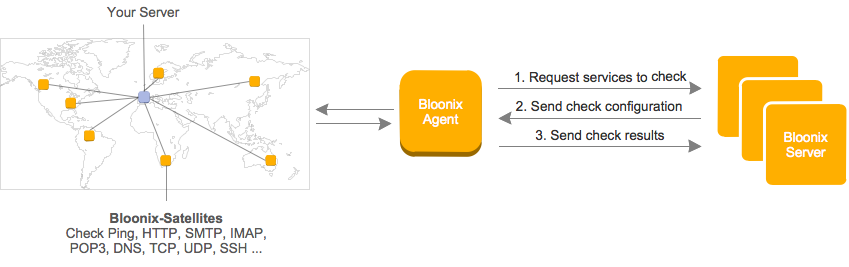 Your Server
Bloonix-Satellites
Check Ping, HTTP, SMTP, IMAP,
POP3, DNS, TCP, UDP, SSH ...
Bloonix
Agent
1. Request services to check
2. Send check configuration
3. Send check results
Bloonix
Server